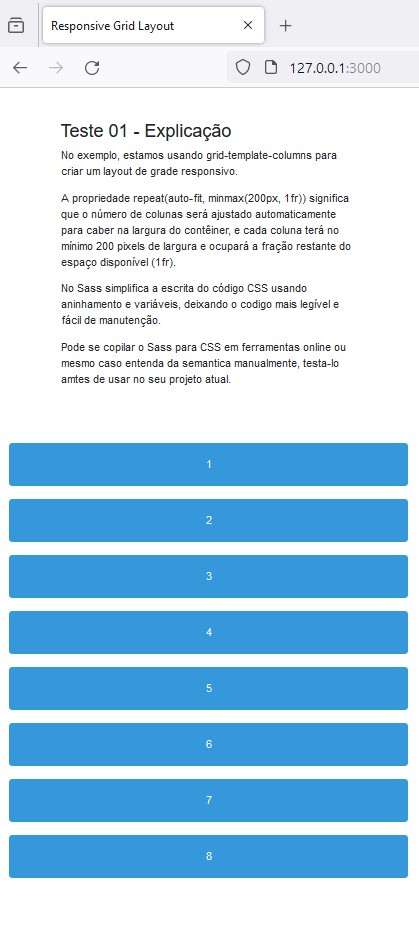 Responsive Grid Layout
127.0.0.1:3000
Teste 01 - Explicação
No exemplo, estamos usando grid-template-columns para
criar um layout de grade responsivo.
A propriedade repeat(auto-fit, minmax(200px, 1fr)) significa
que o número de colunas será ajustado automaticamente
para caber na largura do contêiner, e cada coluna terá no
mínimo 200 pixels de largura e ocupará a fração restante do
espaço disponível (1fr).
No Sass simplifica a escrita do código CSS usando
aninhamento e variáveis, deixando o codigo mais legível e
fácil de manutenção.
Pode se copilar o Sass para CSS em ferramentas online ou
mesmo caso entenda da semantica manualmente, testa-lo
amtes de usar no seu projeto atual.
1
2
3
4
5
6
7
8